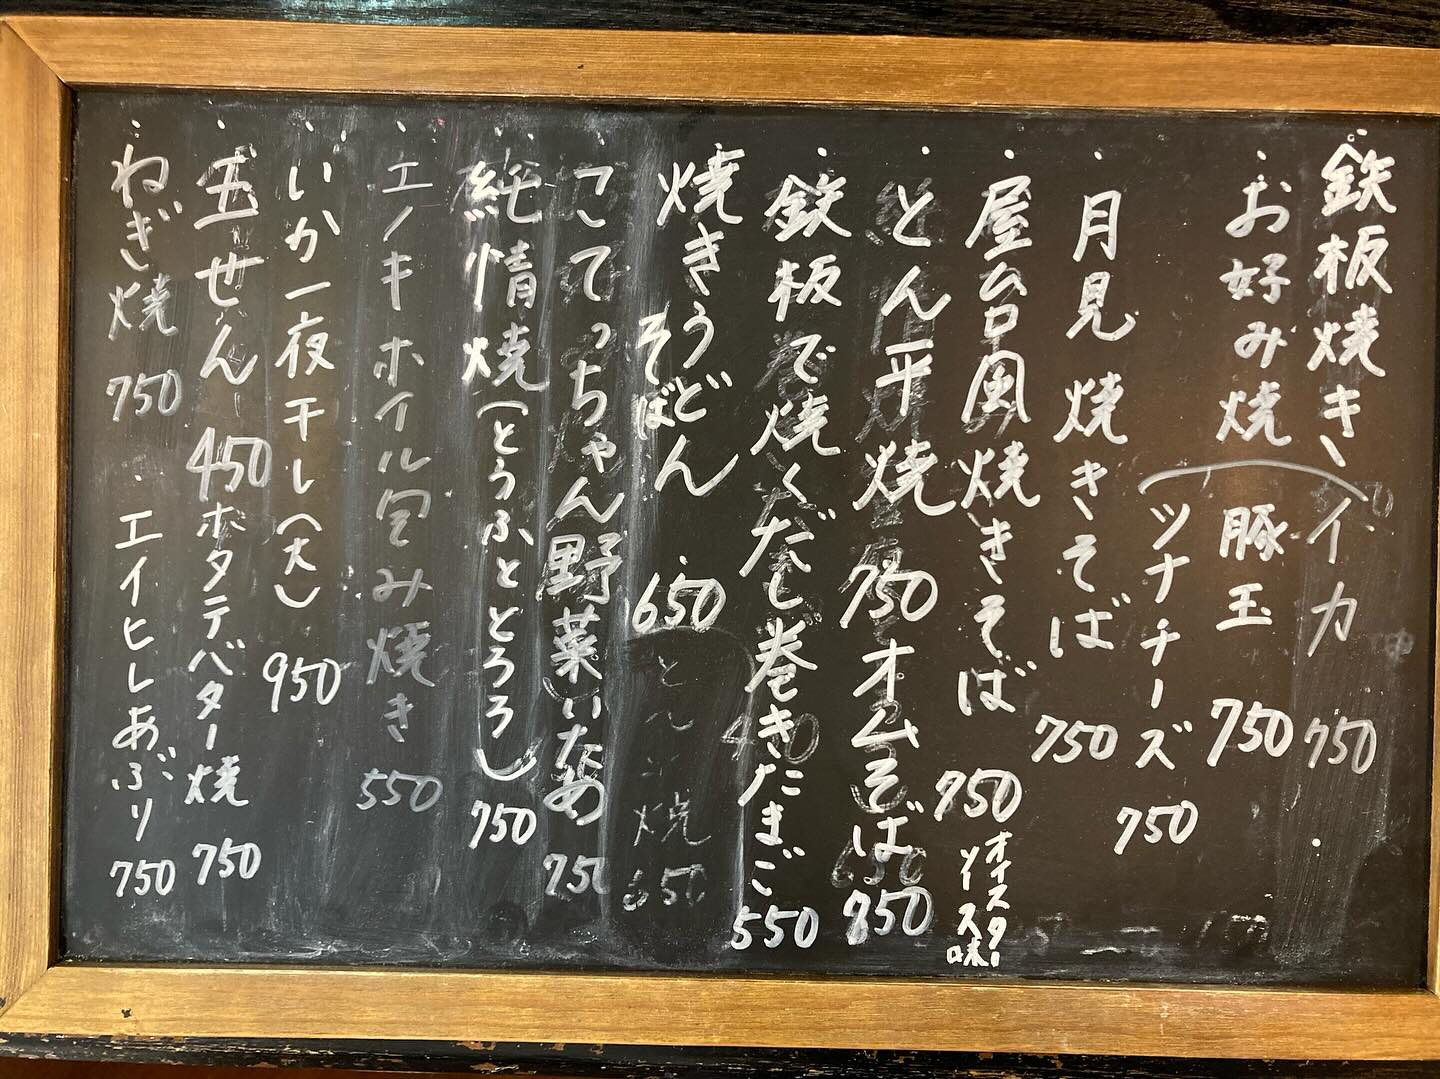 ・鉄板焼き
・お好み焼 イカ 750
豚玉 750
ツナチーズ 750
・月見焼きそば 750
・屋台風焼きそば 750 オイスターソース味
・とん平焼 750 オムそば 850
・鉄板で焼くだし巻きたまご 550
・焼きうどん そば ・650
とん平焼 650
・こてっちゃん野菜いため 750
・純情焼(とうふととろろ) 750
・エノキホイル包み焼き 550
・いか一夜干し(大) 950
・玉せん 450 ホタテバター焼 750
・ねぎ焼 750 ・エイヒレあぶり 750